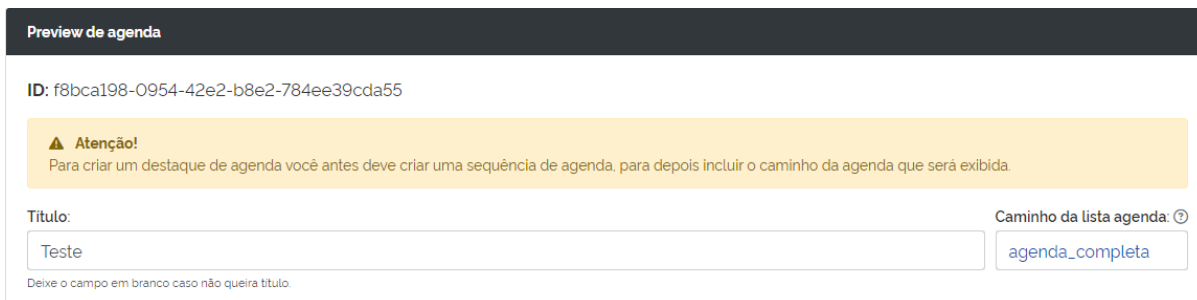 Preview de agenda
ID: f8bca198-0954-42e2-b8e2-784ee39cda55
Atenção!
Para criar um destaque de agenda você antes deve criar uma sequência de agenda, para depois incluir o caminho da agenda que será exibida.
Título:
Caminho da lista agenda:
Teste
agenda_completa
Deixe o campo em branco caso não queira título.